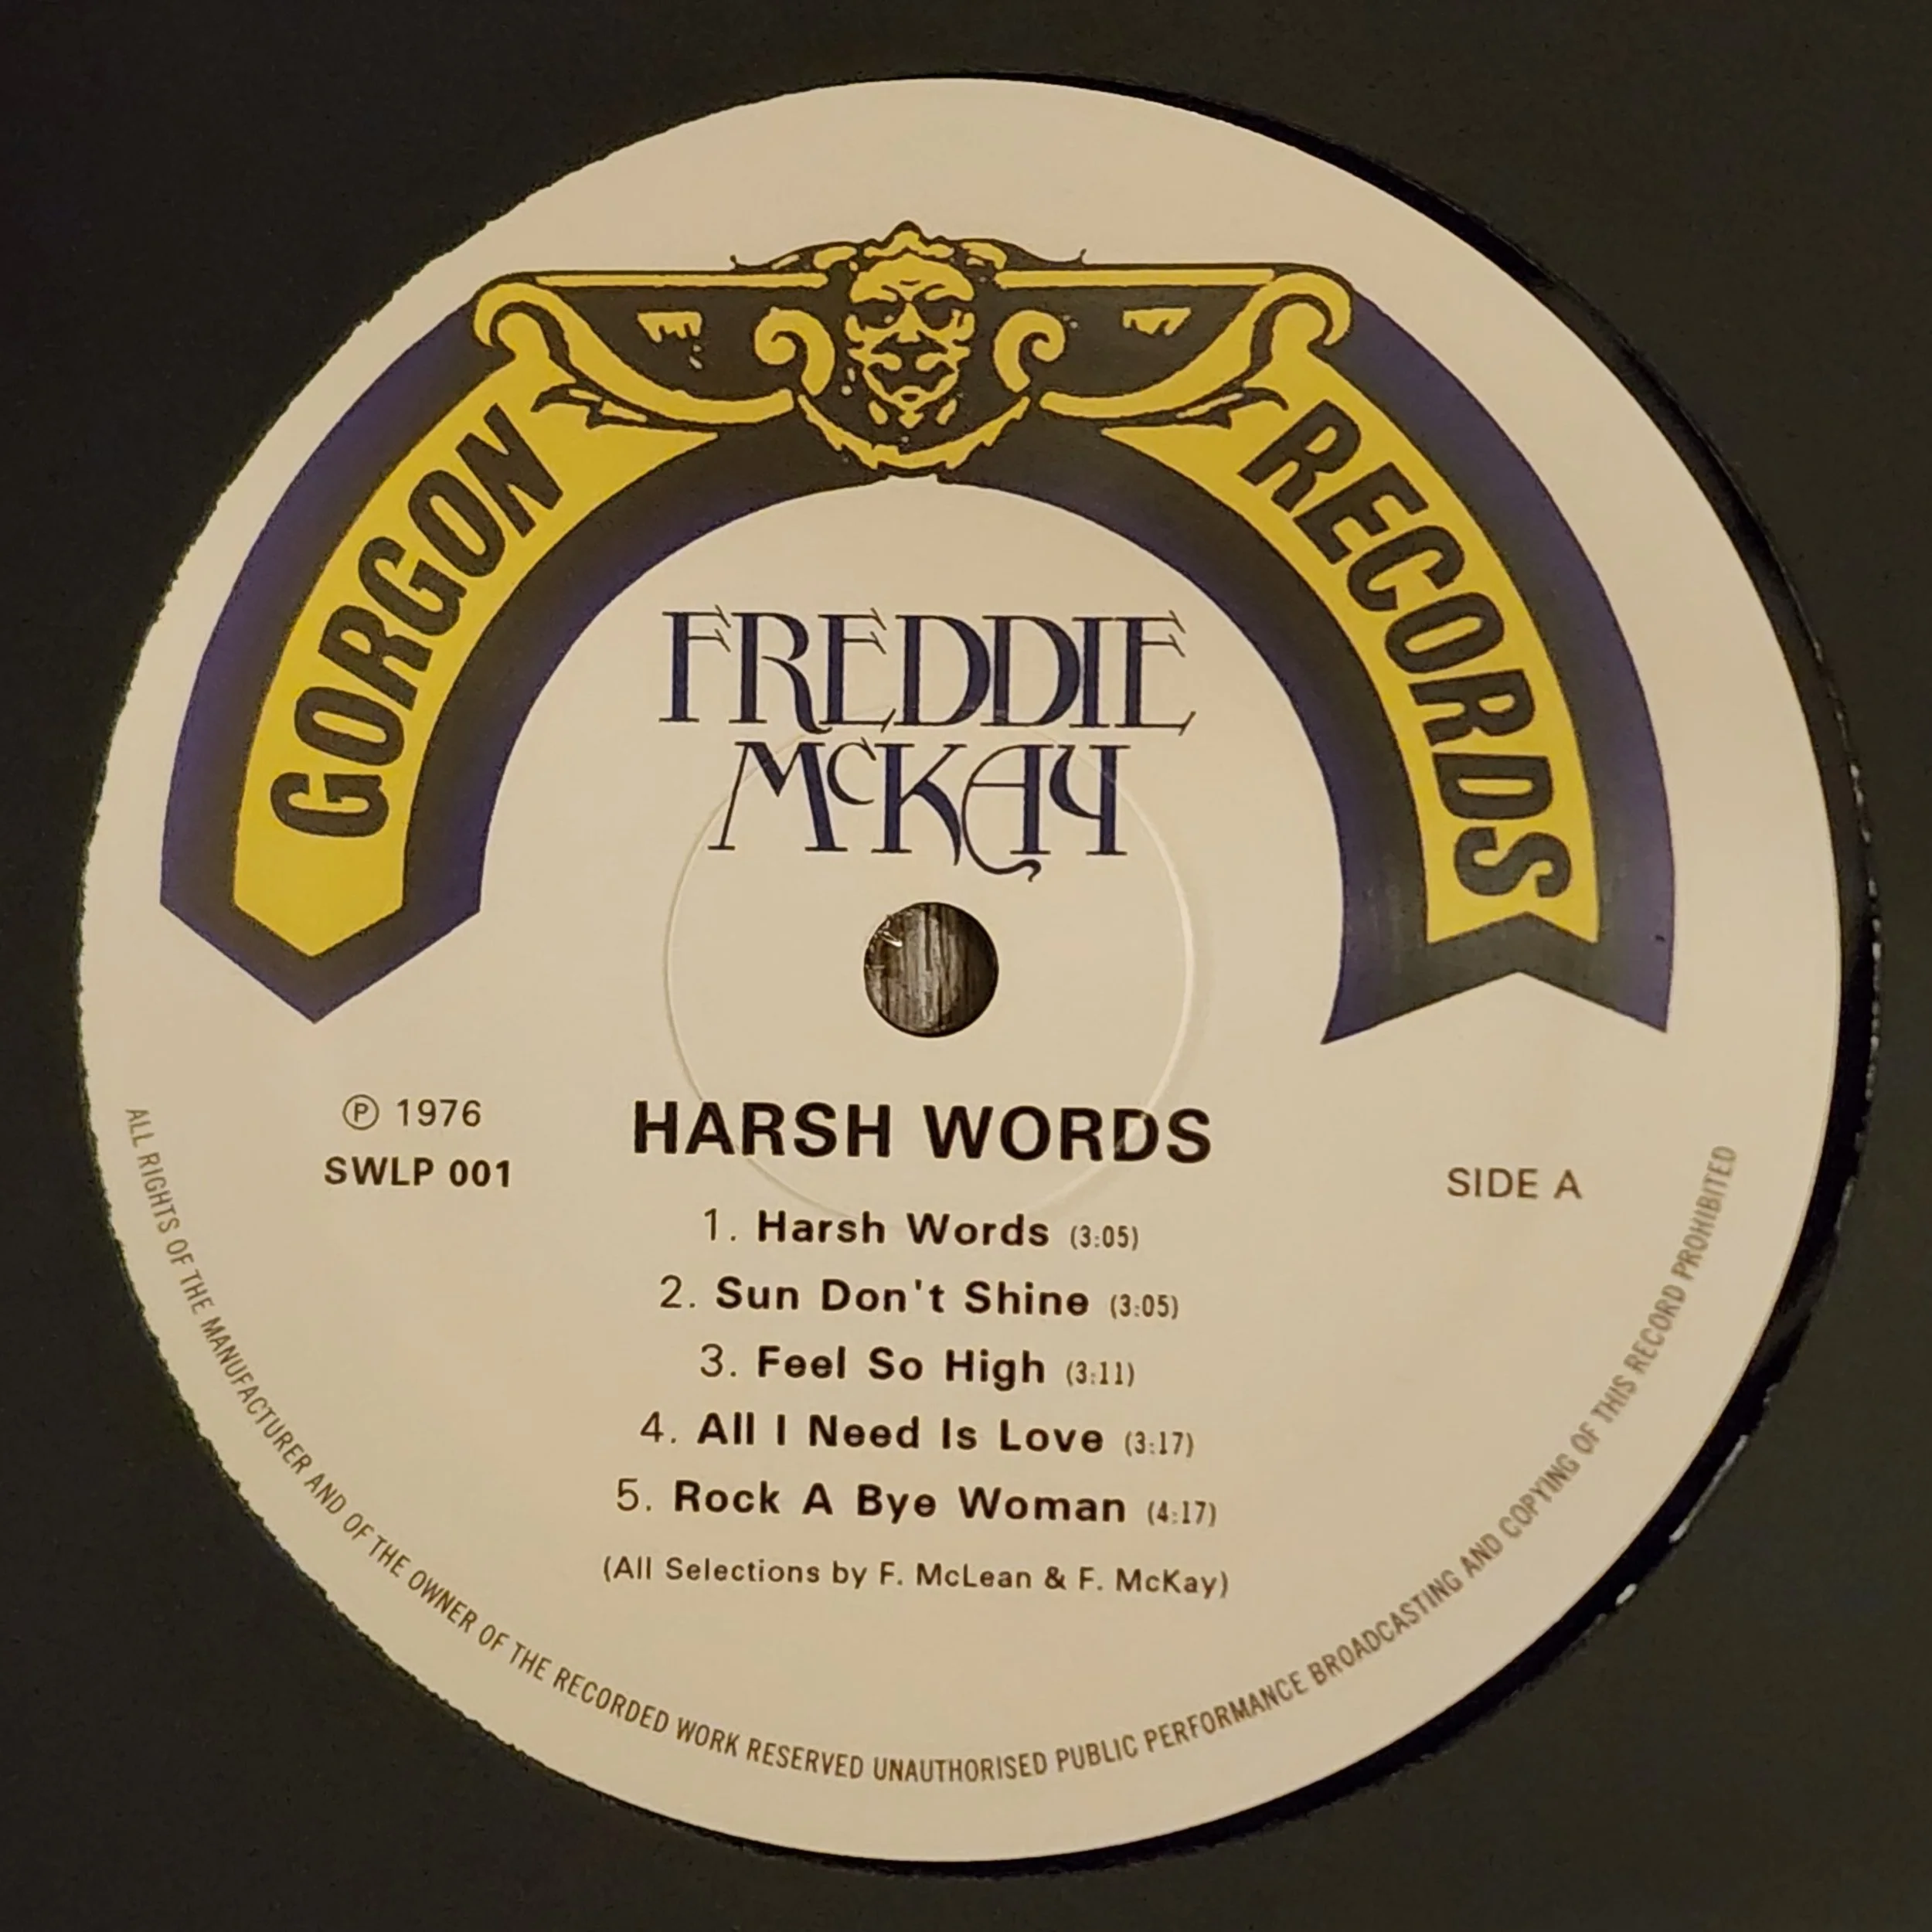 GORGON RECORDS
FREDDIE
McKAY
℗ 1976
SWLP 001
HARSH WORDS
SIDE A
1. Harsh Words (3:05)
2. Sun Don't Shine (3:05)
3. Feel So High (3:11)
4. All I Need Is Love (3:17)
5. Rock A Bye Woman (4:17)
(All Selections by F. McLean & F. McKay)
ALL RIGHTS OF THE MANUFACTURER AND OF THE OWNER OF THE RECORDED WORK RESERVED UNAUTHORISED PUBLIC PERFORMANCE BROADCASTING AND COPYING OF THIS RECORD PROHIBITED